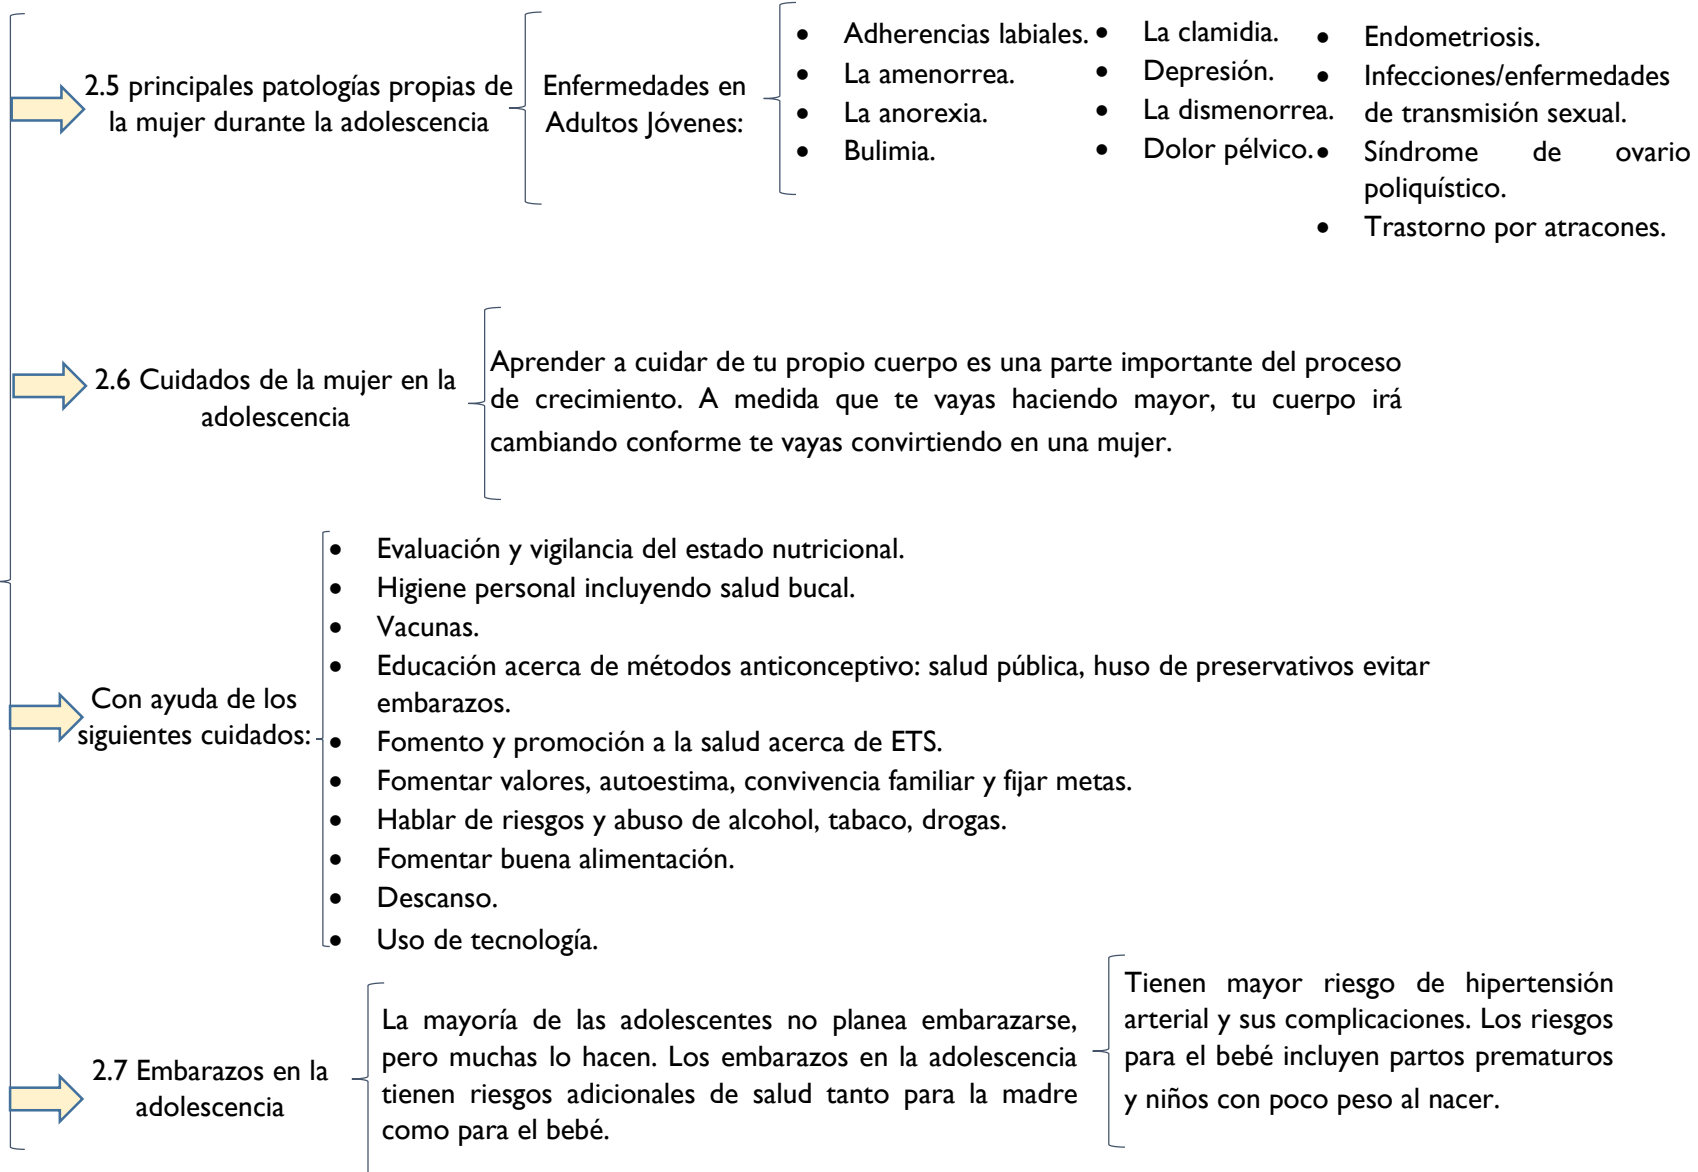 2.5 principales patologías propias de
la mujer durante la adolescencia
Enfermedades en
Adultos Jóvenes:
• Adherencias labiales.
• La amenorrea.
• La anorexia.
• Bulimia.
• La clamidia.
• Depresión.
• La dismenorrea.
• Dolor pélvico.
• Endometriosis.
• Infecciones/enfermedades
de transmisión sexual.
• Síndrome de ovario
poliquístico.
• Trastorno por atracones.
2.6 Cuidados de la mujer en la
adolescencia
Aprender a cuidar de tu propio cuerpo es una parte importante del proceso
de crecimiento. A medida que te vayas haciendo mayor, tu cuerpo irá
cambiando conforme te vayas convirtiendo en una mujer.
Con ayuda de los
siguientes cuidados:
• Evaluación y vigilancia del estado nutricional.
• Higiene personal incluyendo salud bucal.
• Vacunas.
• Educación acerca de métodos anticonceptivo: salud pública, huso de preservativos evitar
embarazos.
• Fomento y promoción a la salud acerca de ETS.
• Fomentar valores, autoestima, convivencia familiar y fijar metas.
• Hablar de riesgos y abuso de alcohol, tabaco, drogas.
• Fomentar buena alimentación.
• Descanso.
• Uso de tecnología.
2.7 Embarazos en la
adolescencia
La mayoría de las adolescentes no planea embarazarse,
pero muchas lo hacen. Los embarazos en la adolescencia
tienen riesgos adicionales de salud tanto para la madre
como para el bebé.
Tienen mayor riesgo de hipertensión
arterial y sus complicaciones. Los riesgos
para el bebé incluyen partos prematuros
y niños con poco peso al nacer.